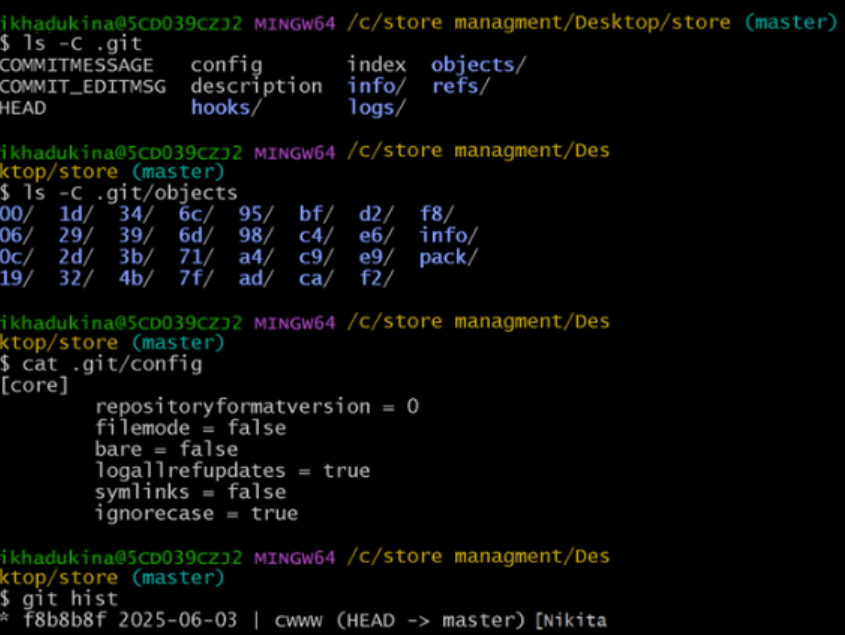 ikhadukina@5CD039CZJ2 MINGW64 /c/store managment/Desktop/store (master)
$ ls -C .git
COMMITMESSAGE   config       index  objects/
COMMIT_EDITMSG  description  info/  refs/
HEAD            hooks/       logs/
ikhadukina@5CD039CZJ2 MINGW64 /c/store managment/Des
ktop/store (master)
$ ls -C .git/objects
00/  1d/  34/  6c/  95/  bf/  d2/  f8/
06/  29/  39/  6d/  98/  c4/  e6/  info/
0c/  2d/  3b/  71/  a4/  c9/  e9/  pack/
19/  32/  4b/  7f/  ad/  ca/  f2/
ikhadukina@5CD039CZJ2 MINGW64 /c/store managment/Des
ktop/store (master)
$ cat .git/config
[core]
        repositoryformatversion = 0
        filemode = false
        bare = false
        logallrefupdates = true
        symlinks = false
        ignorecase = true
ikhadukina@5CD039CZJ2 MINGW64 /c/store managment/Des
ktop/store (master)
$ git hist
* f8b8b8f 2025-06-03 | cwww (HEAD -> master) [Nikita